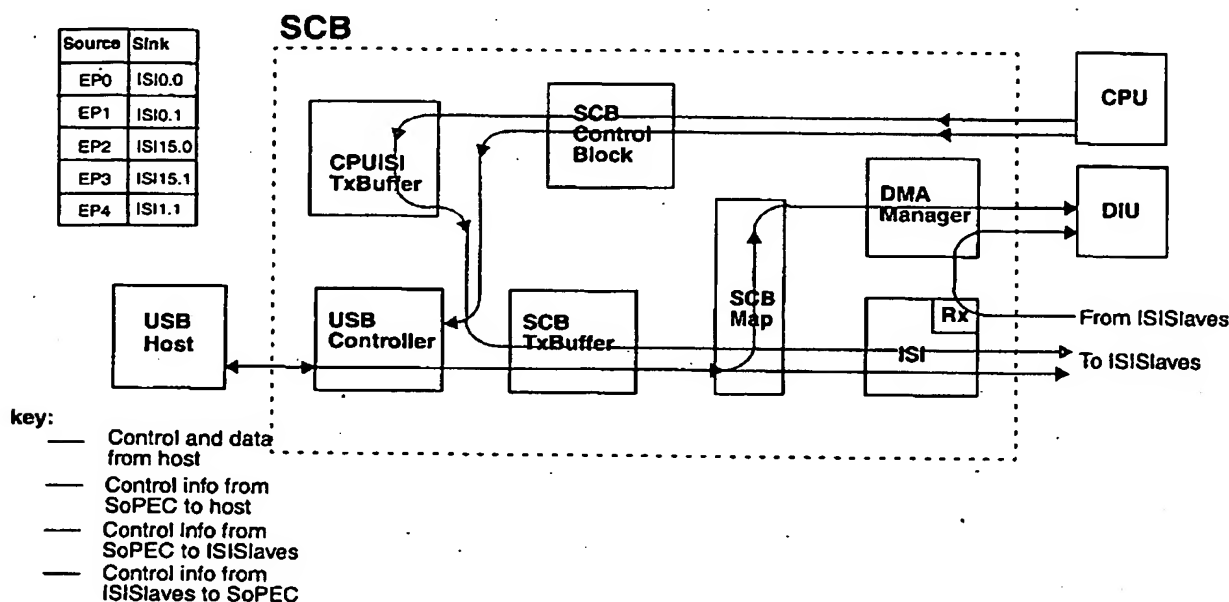 SCB
Source Sink
EP0 ISI0.0
EP1 ISI0.1
EP2 ISI15.0
EP3 ISI15.1
EP4 ISI1.1
CPUISI
TxBuffer
SCB
Control
Block
CPU
DMA
Manager
DIU
SCB
Map
USB
Host
USB
Controller
SCB
TxBuffer
Rx
ISI
From ISISlaves
To ISISlaves
key:
Control and data
from host
Control info from
SoPEC to host
Control Info from
SoPEC to ISISlaves
Control info from
ISISlaves to SoPEC